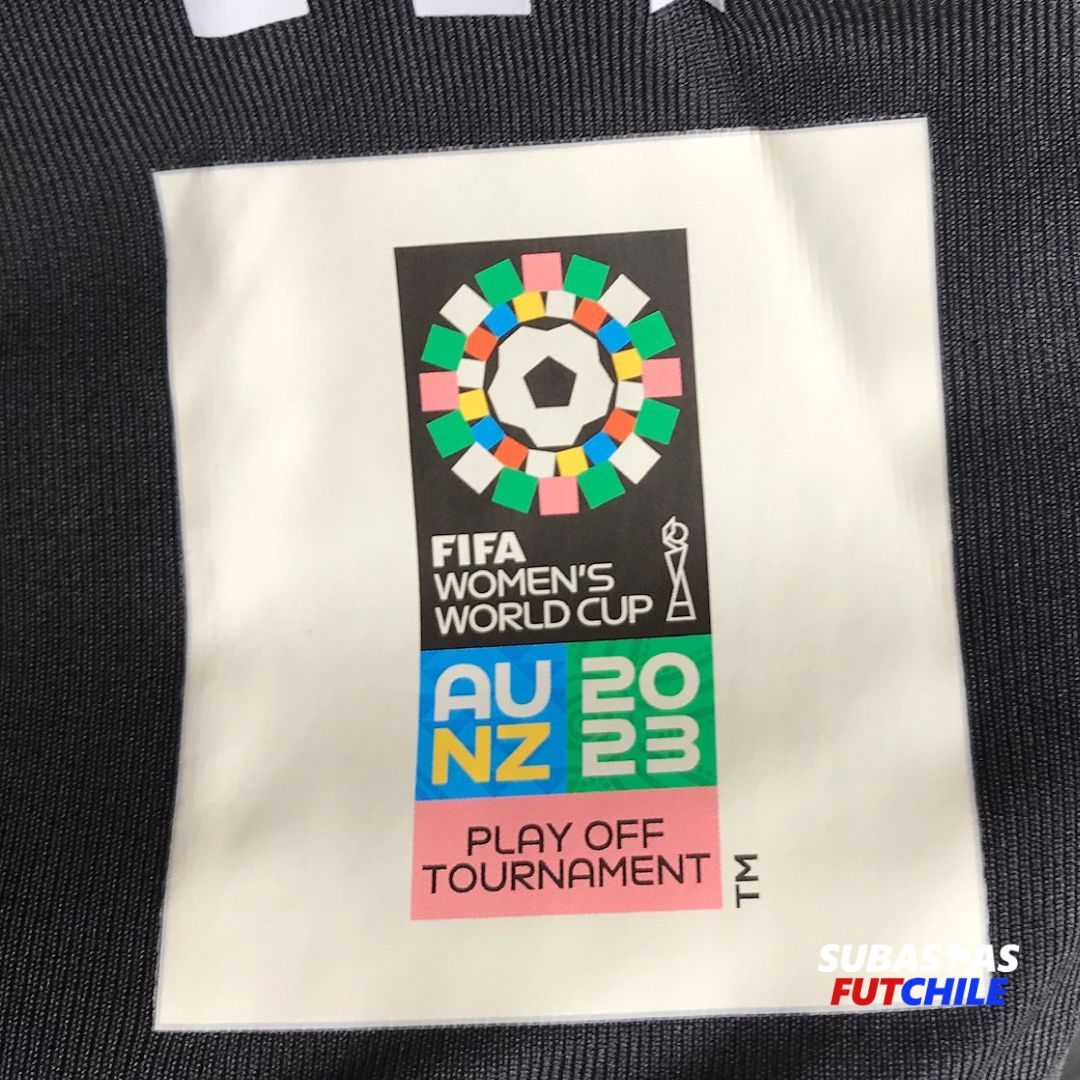 FIFA
WOMEN'S
WORLD CUP
AU 20
NZ 23
PLAY OFF
TOURNAMENT
TM
SUBASTAS
FUTCHILE